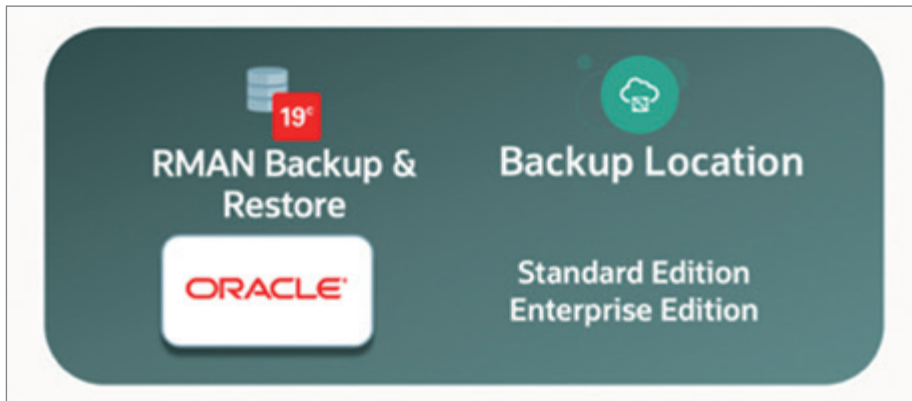 19c
RMAN Backup &
Restore
ORACLE
Backup Location
Standard Edition
Enterprise Edition